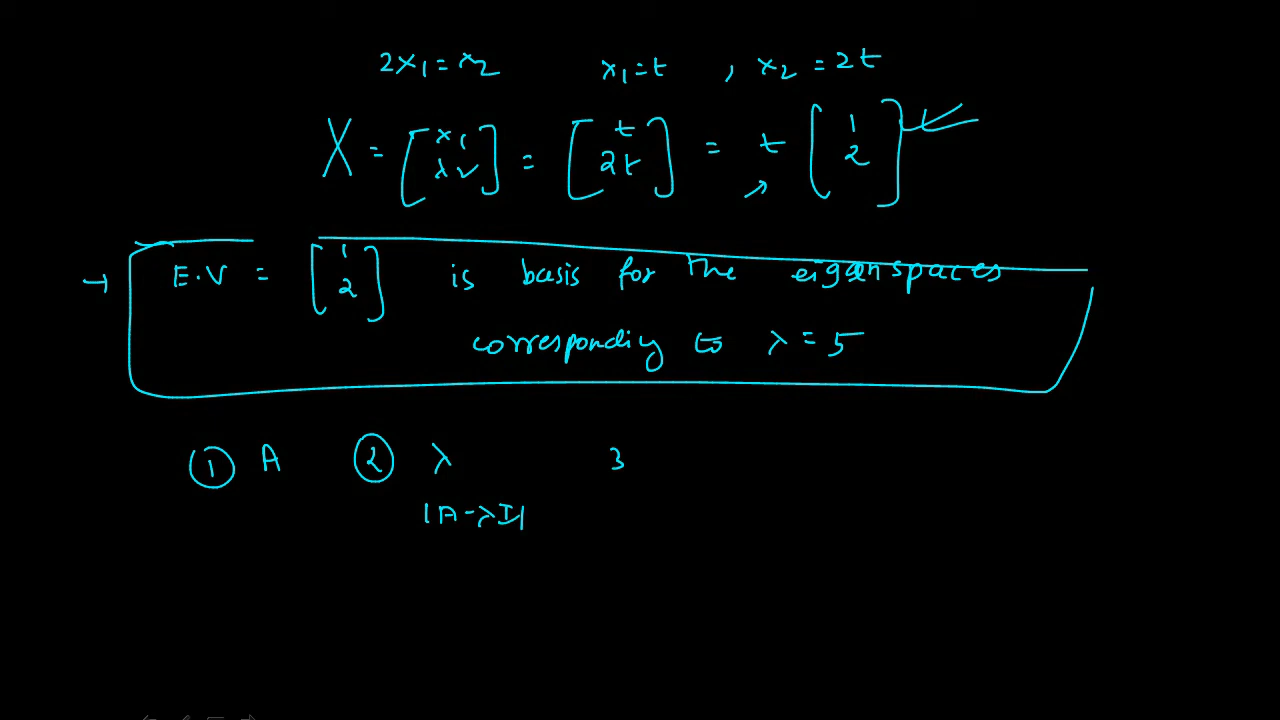 2x₁ = x₂ x₁ = t , x₂ = 2t
X = [x₁ x₂] = [t 2t] = t [1 2]
→ E.V = [1 2] is basis for the eigenspaces
corresponding to λ = 5
① A ② λ 3
|A-λI|